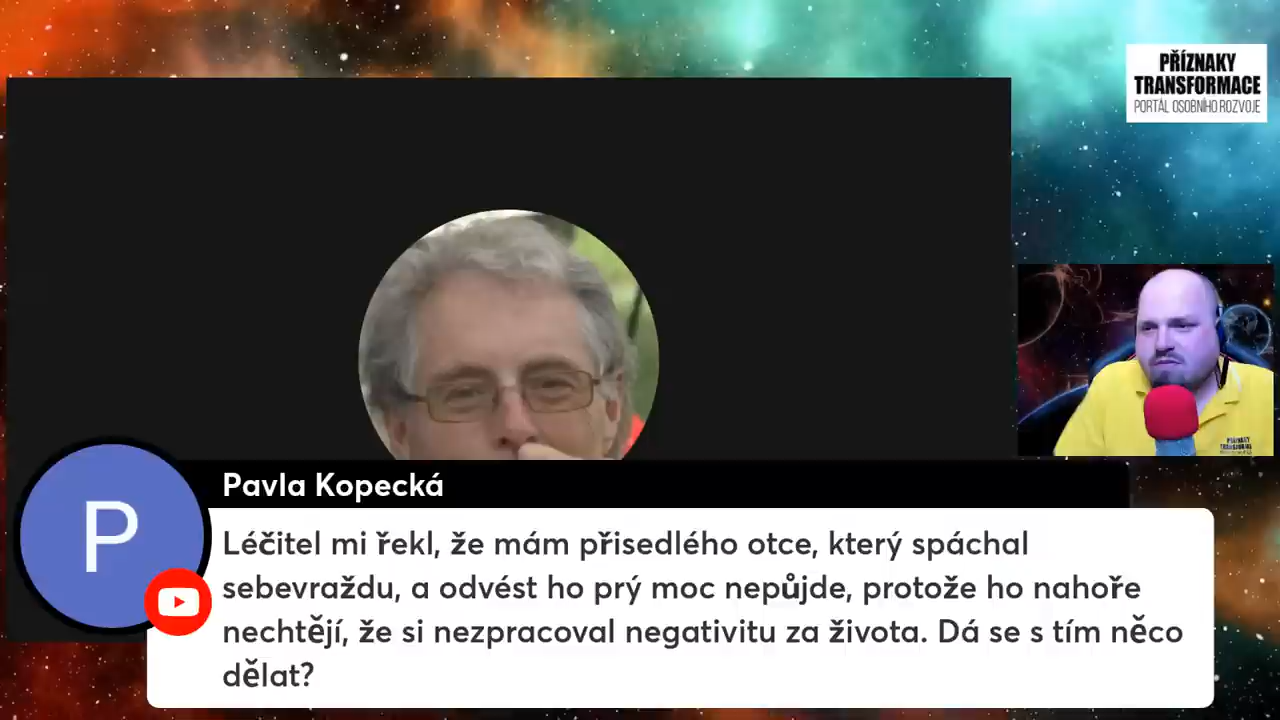 PŘÍZNAKY
TRANSFORMACE
PORTÁL OSOBNÍHO ROZVOJE
P
Pavla Kopecká
Léčitel mi řekl, že mám přisedlého otce, který spáchal
sebevraždu, a odvést ho prý moc nepůjde, protože ho nahoře
nechtějí, že si nezpracoval negativitu za života. Dá se s tím něco
dělat?